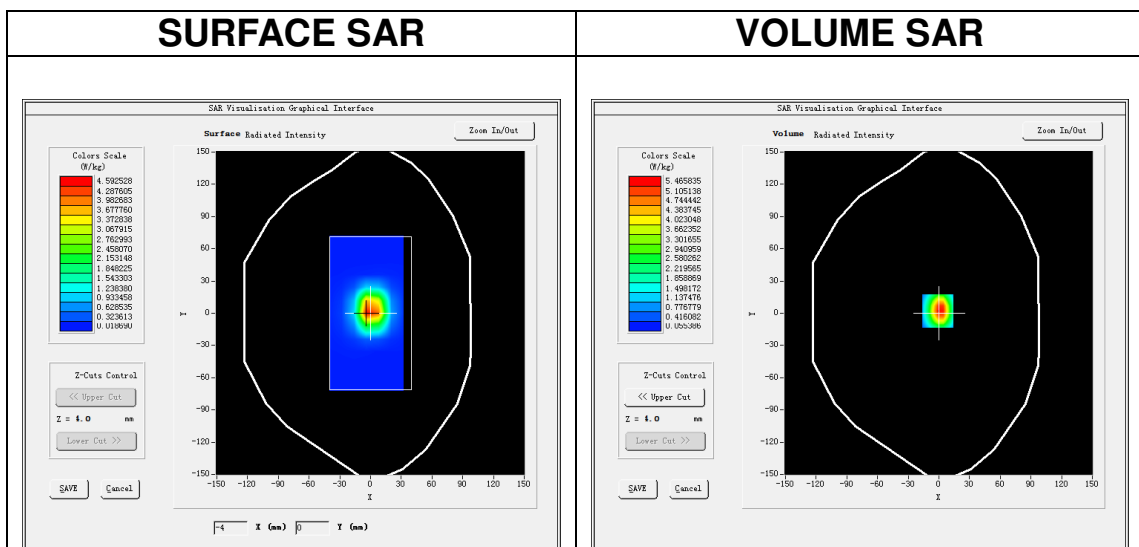 SURFACE SAR
VOLUME SAR
SAR Visualisation Graphical Interface
Surface Radiated Intensity
Zoom In/Out
Colors Scale
(W/kg)
4.592528
4.287605
3.982683
3.677760
3.372838
3.067915
2.762993
2.458070
2.153148
1.848225
1.543303
1.238380
0.933458
0.628535
0.323613
0.018690
150
120
90
60
30
0
-30
-60
-90
-120
-150
Y
-150 -120 -90 -60 -30 0 30 60 90 120 150
X
Z-Cuts Control
<< Upper Cut
Z = 4.0 mm
Lower Cut >>
SAVE Cancel
-4 X (mm) 0 Y (mm)
SAR Visualisation Graphical Interface
Volume Radiated Intensity
Zoom In/Out
Colors Scale
(W/kg)
5.465835
5.105138
4.744442
4.383745
4.023048
3.662352
3.301655
2.940959
2.580262
2.219565
1.858869
1.498172
1.137476
0.776779
0.416082
0.055386
150
120
90
60
30
0
-30
-60
-90
-120
-150
Y
-150 -120 -90 -60 -30 0 30 60 90 120 150
X
Z-Cuts Control
<< Upper Cut
Z = 4.0 mm
Lower Cut >>
SAVE Cancel